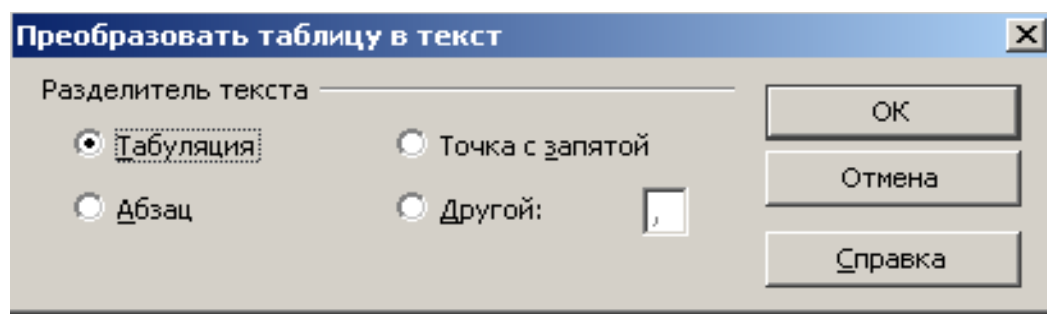 Преобразовать таблицу в текст
Разделитель текста
Табуляция
Точка с запятой
Абзац
Другой: ,
OK
Отмена
Справка